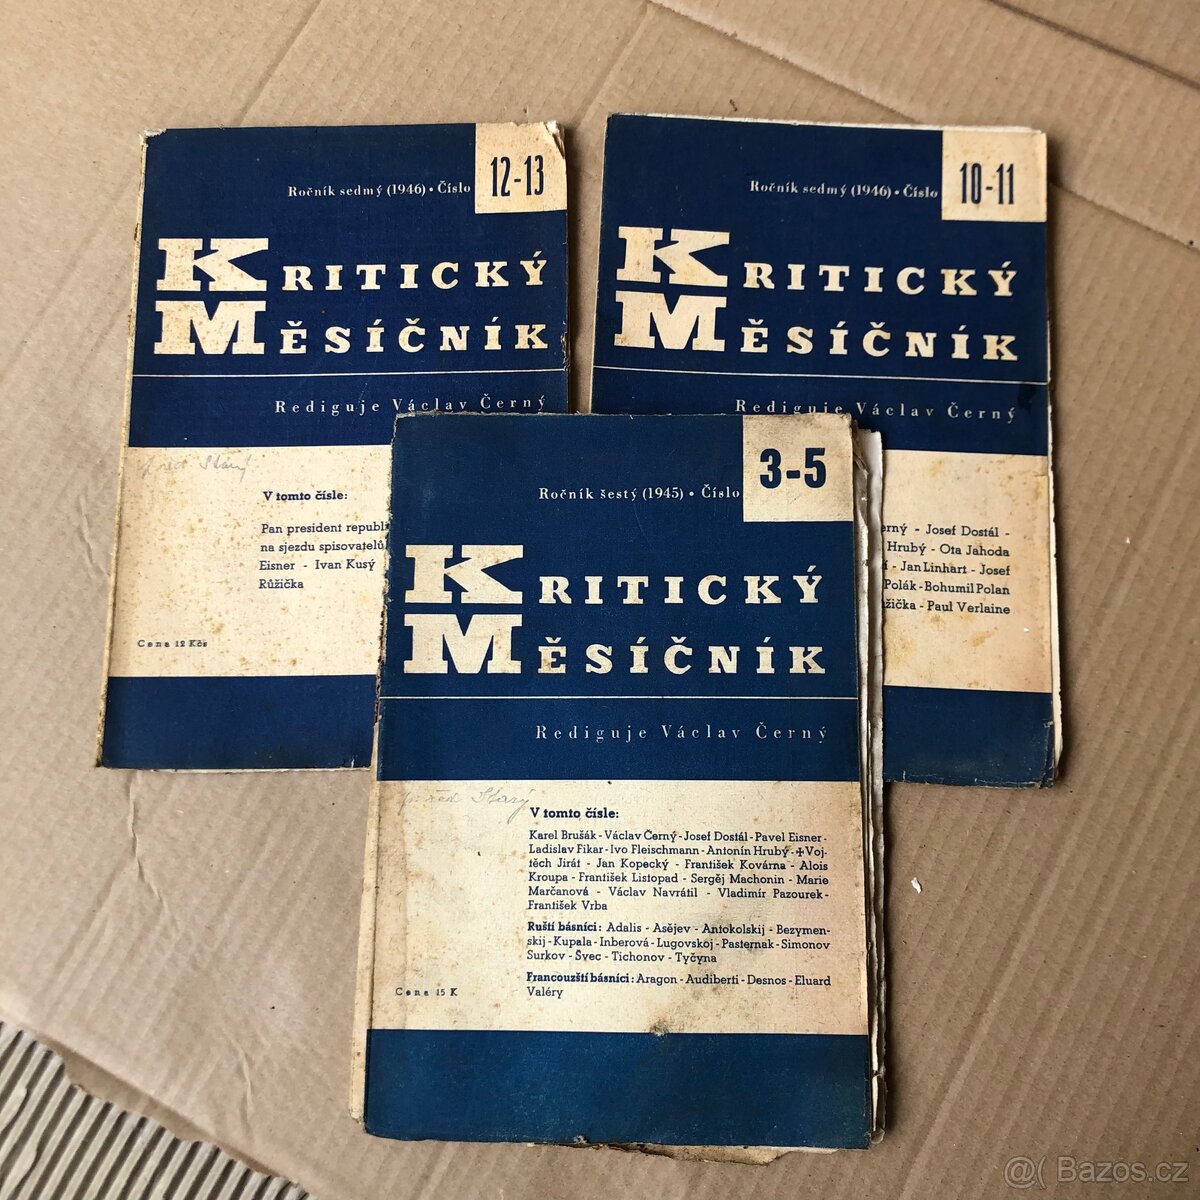 Ročník sedmý (1946) • Číslo 12-13
KRITICKÝ
MĚSÍČNÍK
Rediguje Václav Černý
V tomto čísle:
Pan president republi
na sjezdu spisovatelů
Eisner - Ivan Kusý
Růžička
Cena 12 Kčs
Ročník sedmý (1946) • Číslo 10-11
KRITICKÝ
MĚSÍČNÍK
Rediguje Václav Černý
erný - Josef Dostál -
Hrubý - Ota Jahoda
- Jan Linhart - Josef
Polák - Bohumil Polan
žička - Paul Verlaine
Ročník šestý (1945) • Číslo 3-5
KRITICKÝ
MĚSÍČNÍK
Rediguje Václav Černý
Starý
V tomto čísle:
Karel Brušák - Václav Černý - Josef Dostál - Pavel Eisner -
Ladislav Fikar - Ivo Fleischmann - Antonín Hrubý - ✢ Voj-
těch Jirát - Jan Kopecký - František Kovárna - Alois
Kroupa - František Listopad - Sergěj Machonin - Marie
Marčanová - Václav Navrátil - Vladimír Pazourek -
František Vrba
Ruští básníci: Adalis - Asějev - Antokolskij - Bezymen-
skij - Kupala - Inberová - Lugovskoj - Pasternak - Simonov
Surkov - Švec - Tichonov - Tyčyna
Francouzští básníci: Aragon - Audiberti - Desnos - Eluard
Valéry
Cena 15 K
@( Bazos.cz